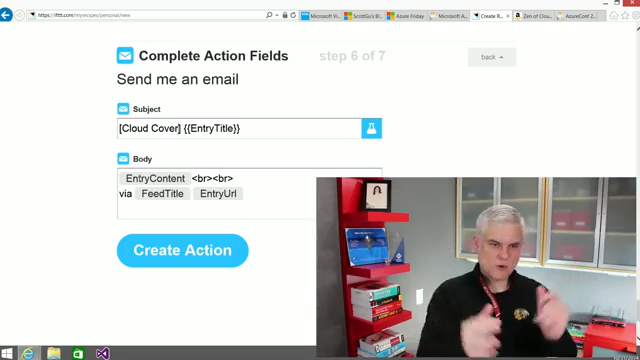 https://ifttt.com/myrecipes/personal/new
Microsoft Vi...
ScottGu's Bl...
Azure Friday
Microsoft A...
Create R...
Zen of Clou...
AzureConf 2...
Complete Action Fields
step 6 of 7
back
Send me an email
Subject
[Cloud Cover] {{EntryTitle}}
Body
EntryContent <br><br>
via FeedTitle EntryUrl
Create Action